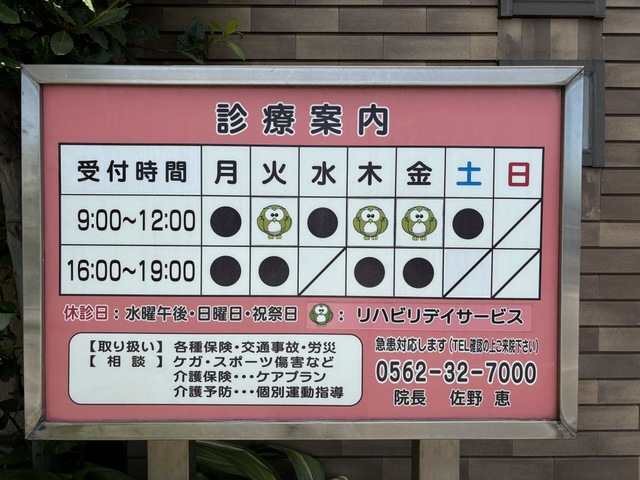 診療案内
受付時間 月 火 水 木 金 土 日
9:00~12:00 ● ● ●
16:00~19:00 ● ● ● ●
休診日：水曜午後・日曜日・祝祭日 ：リハビリデイサービス
【取り扱い】各種保険・交通事故・労災
【相談】ケガ・スポーツ傷害など
介護保険・・・ケアプラン
介護予防・・・個別運動指導
急患対応します(TEL確認の上ご来院下さい)
0562-32-7000
院長 佐野 恵